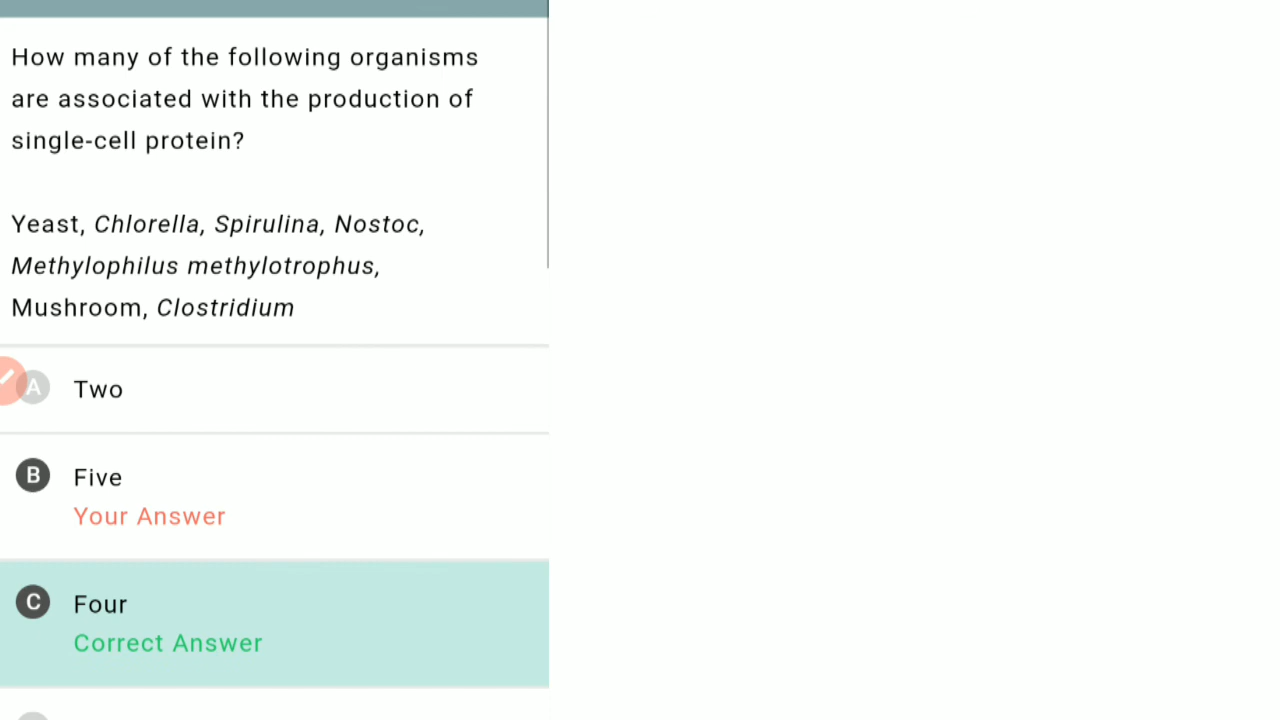 How many of the following organisms
are associated with the production of
single-cell protein?
Yeast, Chlorella, Spirulina, Nostoc,
Methylophilus methylotrophus,
Mushroom, Clostridium
A Two
B Five
Your Answer
C Four
Correct Answer